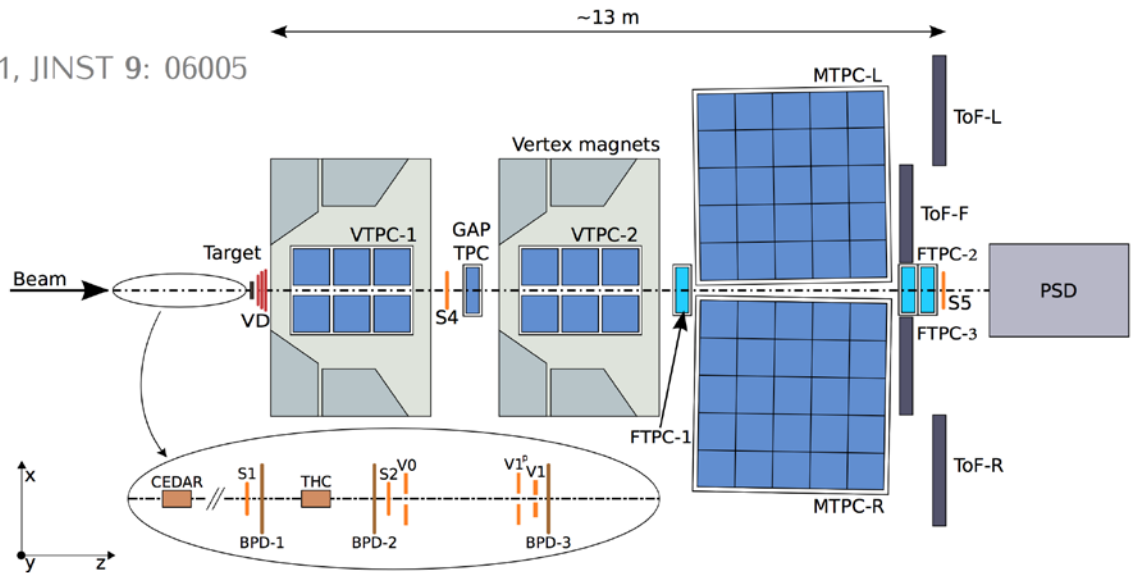 ~13 m
1, JINST 9: 06005
MTPC-L
ToF-L
Vertex magnets
ToF-F
GAP
TPC
VTPC-1
VTPC-2
Target
FTPC-2
Beam
PSD
VD
S4
S5
FTPC-3
FTPC-1
ToF-R
MTPC-R
x
CEDAR
S1
THC
S2
V0
V1ᵖ
V1
BPD-1
BPD-2
BPD-3
y
z